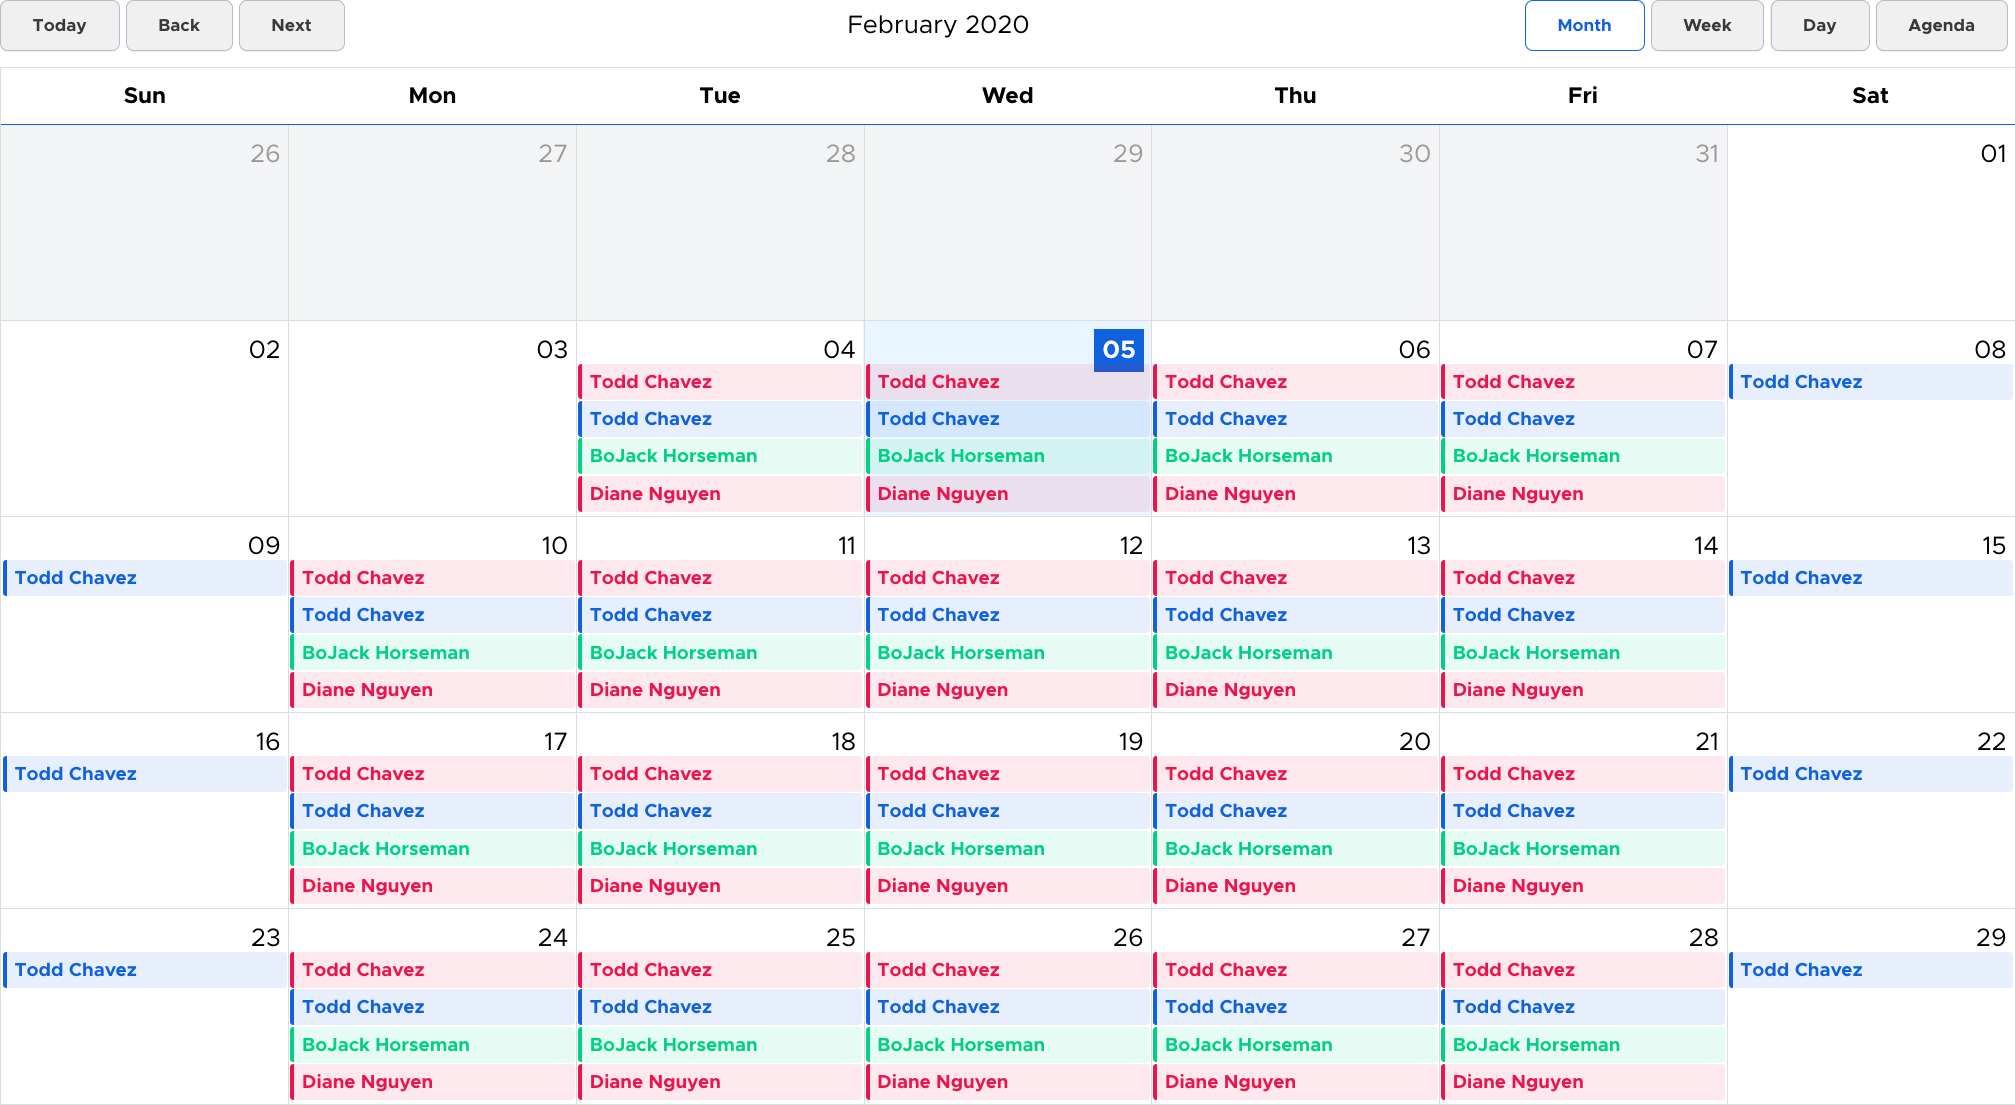 Today Back Next February 2020 Month Week Day Agenda
Sun Mon Tue Wed Thu Fri Sat
26 27 28 29 30 31 01
02 03 04 05 06 07 08
Todd Chavez Todd Chavez Todd Chavez Todd Chavez Todd Chavez
Todd Chavez Todd Chavez Todd Chavez Todd Chavez
BoJack Horseman BoJack Horseman BoJack Horseman BoJack Horseman
Diane Nguyen Diane Nguyen Diane Nguyen Diane Nguyen
09 10 11 12 13 14 15
Todd Chavez Todd Chavez Todd Chavez Todd Chavez Todd Chavez Todd Chavez Todd Chavez
Todd Chavez Todd Chavez Todd Chavez Todd Chavez Todd Chavez
BoJack Horseman BoJack Horseman BoJack Horseman BoJack Horseman BoJack Horseman
Diane Nguyen Diane Nguyen Diane Nguyen Diane Nguyen Diane Nguyen
16 17 18 19 20 21 22
Todd Chavez Todd Chavez Todd Chavez Todd Chavez Todd Chavez Todd Chavez Todd Chavez
Todd Chavez Todd Chavez Todd Chavez Todd Chavez Todd Chavez
BoJack Horseman BoJack Horseman BoJack Horseman BoJack Horseman BoJack Horseman
Diane Nguyen Diane Nguyen Diane Nguyen Diane Nguyen Diane Nguyen
23 24 25 26 27 28 29
Todd Chavez Todd Chavez Todd Chavez Todd Chavez Todd Chavez Todd Chavez Todd Chavez
Todd Chavez Todd Chavez Todd Chavez Todd Chavez Todd Chavez
BoJack Horseman BoJack Horseman BoJack Horseman BoJack Horseman BoJack Horseman
Diane Nguyen Diane Nguyen Diane Nguyen Diane Nguyen Diane Nguyen